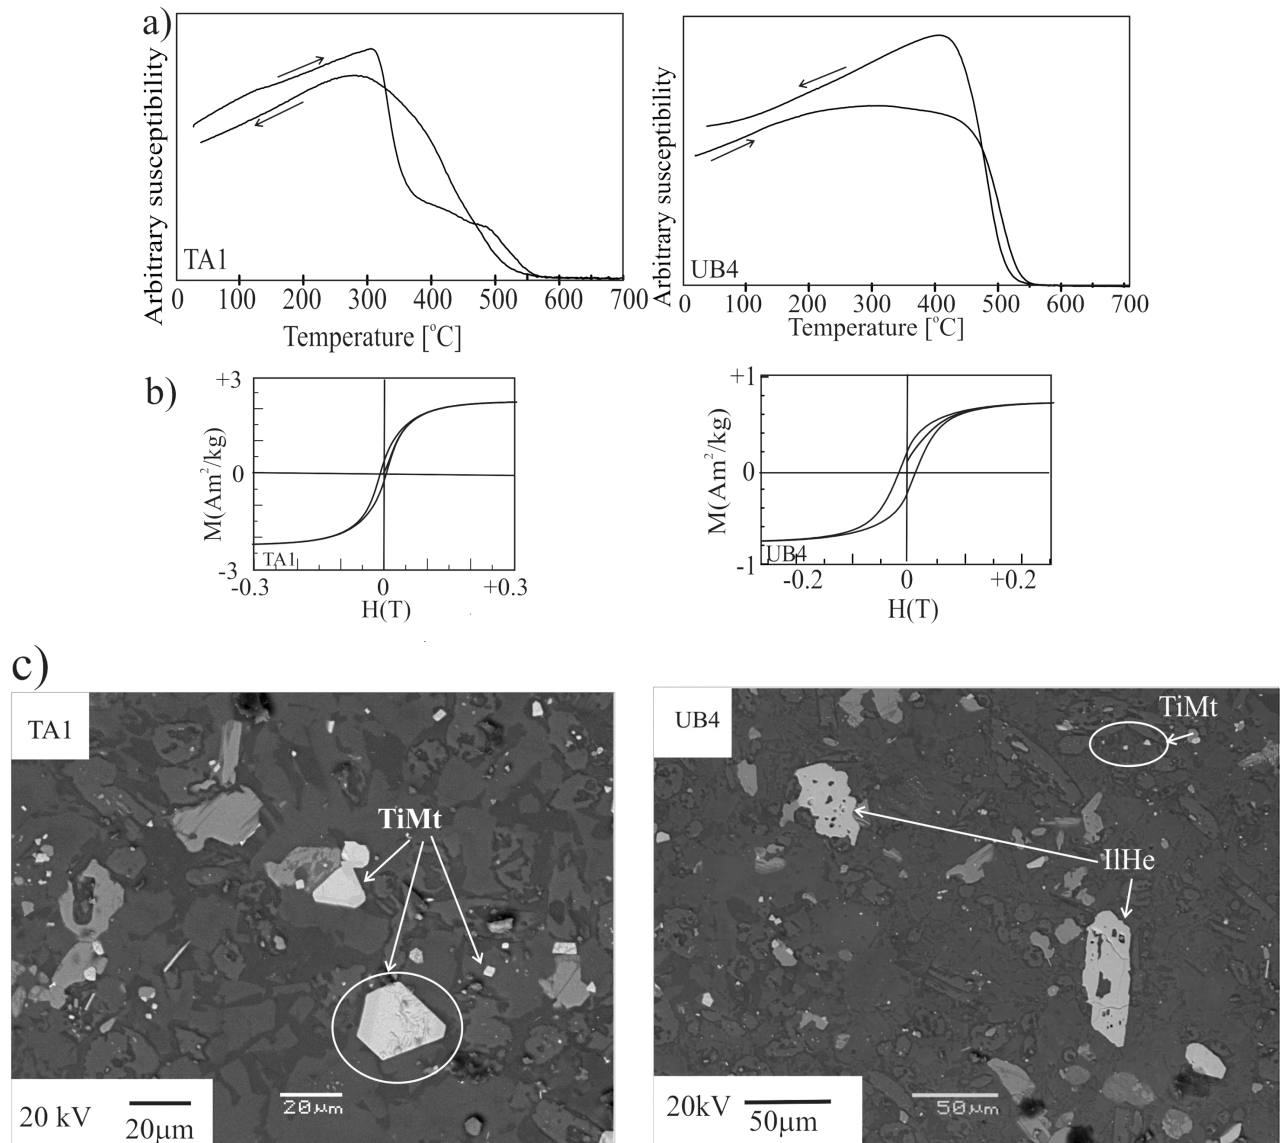 a)
Arbitrary susceptibility
TA1
0 100 200 300 400 500 600 700
Temperature [°C]
Arbitrary susceptibility
UB4
0 100 200 300 400 500 600 700
Temperature [°C]
b)
M(Am²/kg)
+3
0
-3
TA1
-0.3 0 +0.3
H(T)
M(Am²/kg)
+1
0
-1
UB4
-0.2 0 +0.2
H(T)
c)
TA1
TiMt
20 kV
20µm
20µm
UB4
TiMt
IlHe
20kV
50µm
50µm